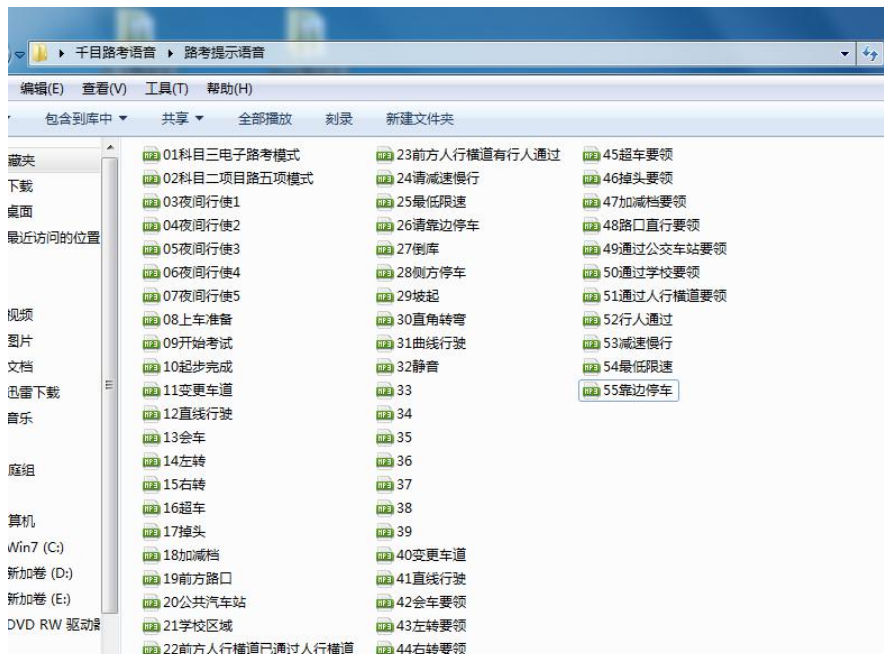 千目路考语音 ▸ 路考提示语音
编辑(E) 查看(V) 工具(T) 帮助(H)
包含到库中 共享 全部播放 刻录 新建文件夹
藏夹
下载
桌面
最近访问的位置
视频
图片
文档
迅雷下载
音乐
庭组
算机
Win7 (C:)
新加卷 (D:)
新加卷 (E:)
DVD RW 驱动
01科目三电子路考模式
02科目二项目路五项模式
03夜间行使1
04夜间行使2
05夜间行使3
06夜间行使4
07夜间行使5
08上车准备
09开始考试
10起步完成
11变更车道
12直线行驶
13会车
14左转
15右转
16超车
17掉头
18加减档
19前方路口
20公共汽车站
21学校区域
22前方人行横道已通过人行横道
23前方人行横道有行人通过
24请减速慢行
25最低限速
26请靠边停车
27倒库
28侧方停车
29坡起
30直角转弯
31曲线行驶
32静音
33
34
35
36
37
38
39
40变更车道
41直线行驶
42会车要领
43左转要领
44右转要领
45超车要领
46掉头要领
47加减档要领
48路口直行要领
49通过公交车站要领
50通过学校要领
51通过人行横道要领
52行人通过
53减速慢行
54最低限速
55靠边停车